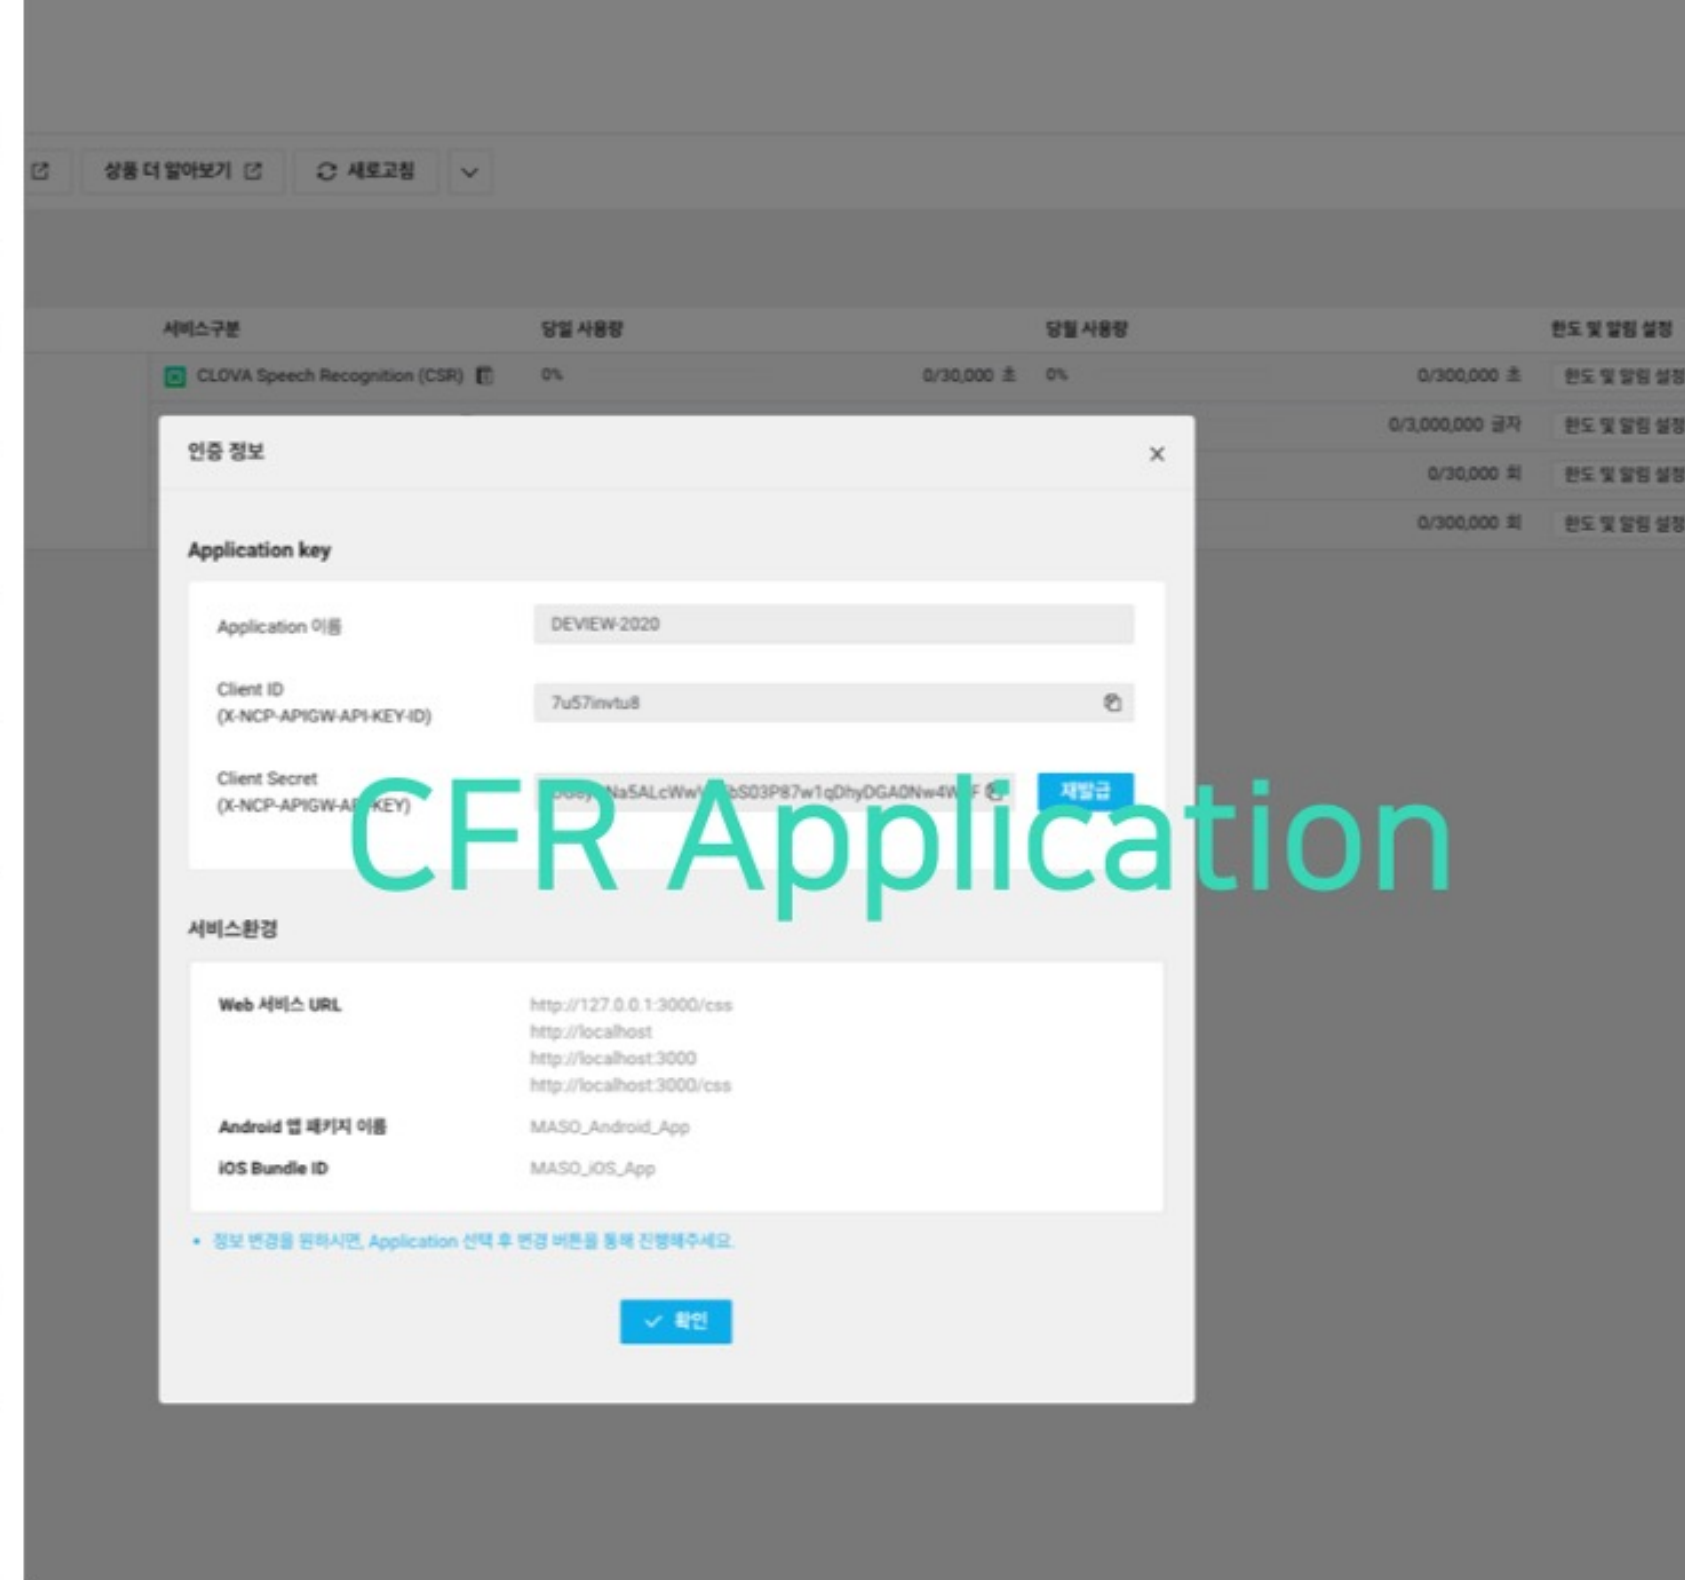 상품 더 알아보기
새로고침
서비스구분 당일 사용량 당월 사용량 한도 및 알림 설정
CLOVA Speech Recognition (CSR) 0% 0/30,000 초 0% 0/300,000 초 한도 및 알림 설정
0/3,000,000 글자 한도 및 알림 설정
0/30,000 회 한도 및 알림 설정
0/300,000 회 한도 및 알림 설정
인증 정보
Application key
Application 이름 DEVIEW-2020
Client ID
(X-NCP-APIGW-API-KEY-ID)
7u57invtu8
Client Secret
(X-NCP-APIGW-API-KEY)
재발급
CFR Application
서비스환경
Web 서비스 URL
http://127.0.0.1:3000/css
http://localhost
http://localhost:3000
http://localhost:3000/css
Android 앱 패키지 이름 MASO_Android_App
iOS Bundle ID MASO_iOS_App
• 정보 변경을 원하시면, Application 선택 후 변경 버튼을 통해 진행해주세요.
확인